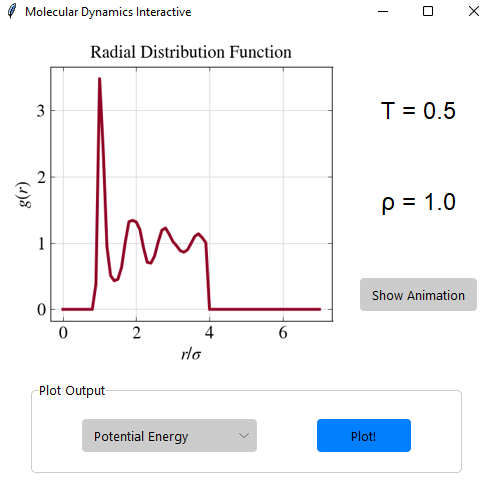 Molecular Dynamics Interactive
Radial Distribution Function
3
2
1
0
g(r)
0 2 4 6
r/σ
T = 0.5
ρ = 1.0
Show Animation
Plot Output
Potential Energy
Plot!